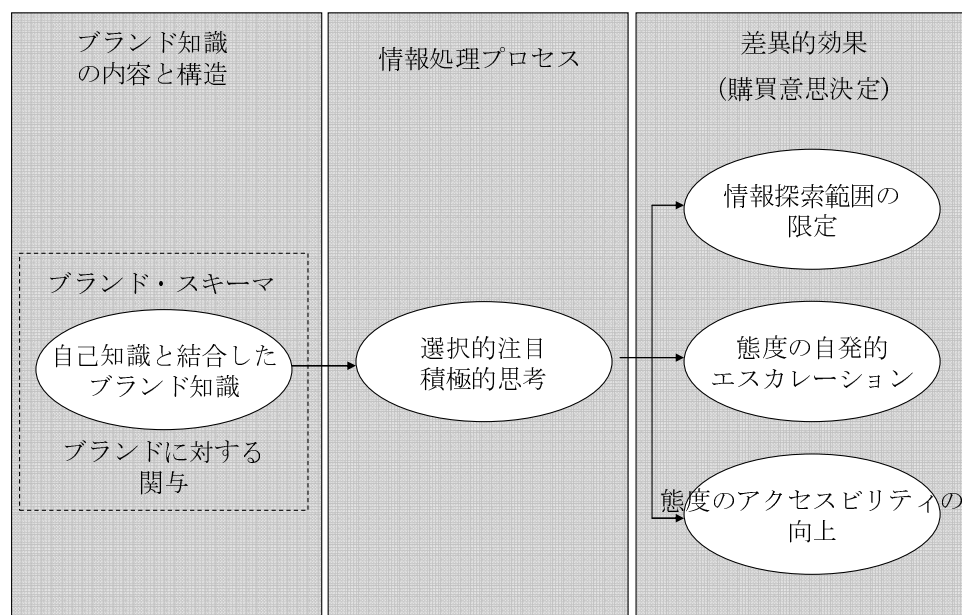 ブランド知識
の内容と構造
ブランド・スキーマ
自己知識と結合した
ブランド知識
ブランドに対する
関与
情報処理プロセス
選択的注目
積極的思考
差異的効果
(購買意思決定)
情報探索範囲の
限定
態度の自発的
エスカレーション
態度のアクセスビリティの
向上